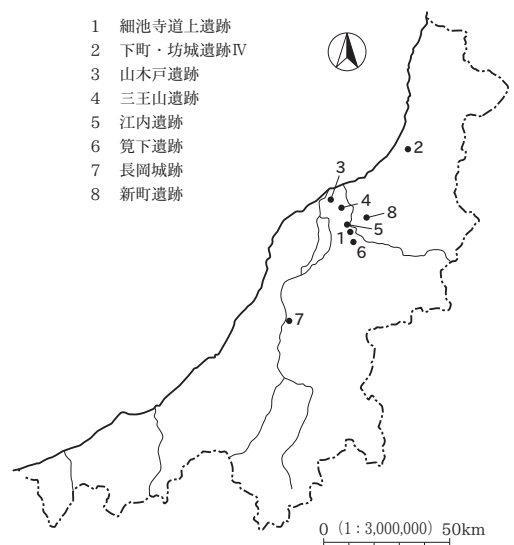 1 細池寺道上遺跡
2 下町・坊城遺跡Ⅳ
3 山木戸遺跡
4 三王山遺跡
5 江内遺跡
6 筧下遺跡
7 長岡城跡
8 新町遺跡
2
3
4
8
5
1
6
7
0 (1：3,000,000) 50km